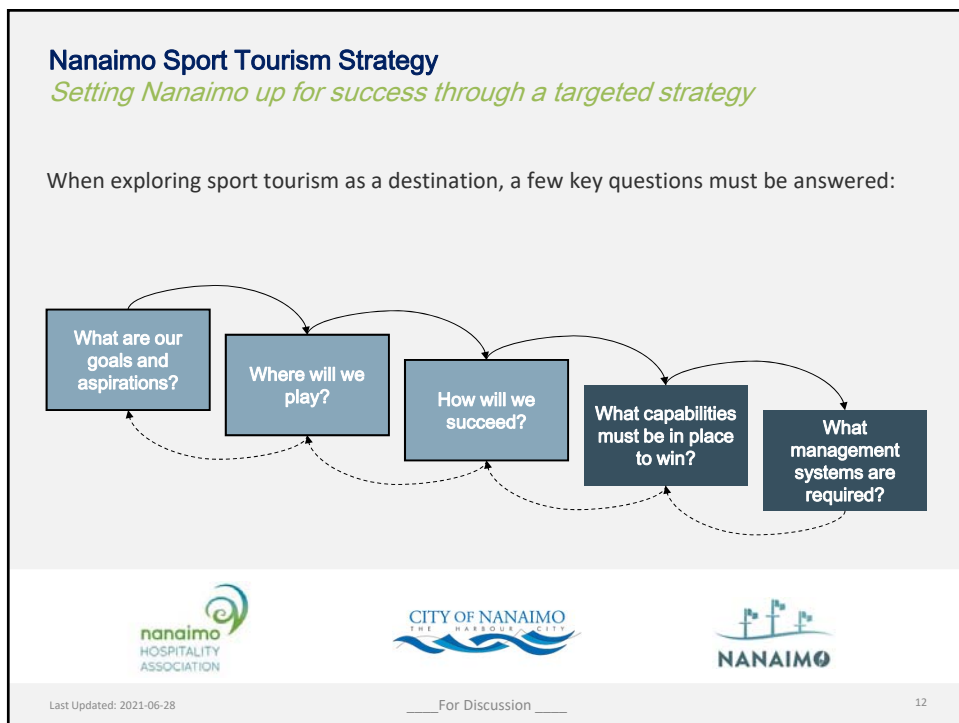 Nanaimo Sport Tourism Strategy
Setting Nanaimo up for success through a targeted strategy
When exploring sport tourism as a destination, a few key questions must be answered:
What are our
goals and
aspirations?
Where will we
play?
How will we
succeed?
What capabilities
must be in place
to win?
What
management
systems are
required?
nanaimo
HOSPITALITY
ASSOCIATION
CITY OF NANAIMO
THE HARBOUR CITY
NANAIMO
Last Updated: 2021-06-28
____For Discussion ____
12